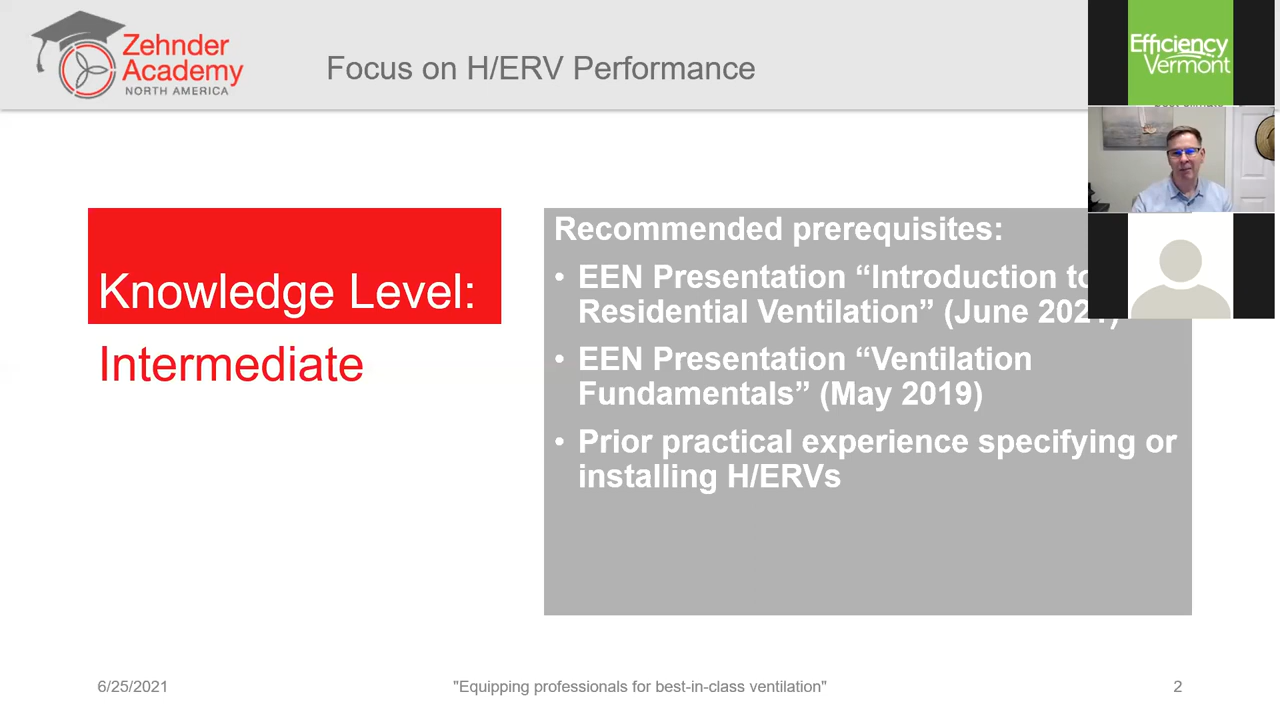 Zehnder
Academy
NORTH AMERICA
Focus on H/ERV Performance
Efficiency
Vermont
Knowledge Level:
Intermediate
Recommended prerequisites:
• EEN Presentation “Introduction to
Residential Ventilation” (June 2021)
• EEN Presentation “Ventilation
Fundamentals” (May 2019)
• Prior practical experience specifying or
installing H/ERVs
6/25/2021
"Equipping professionals for best-in-class ventilation"
2